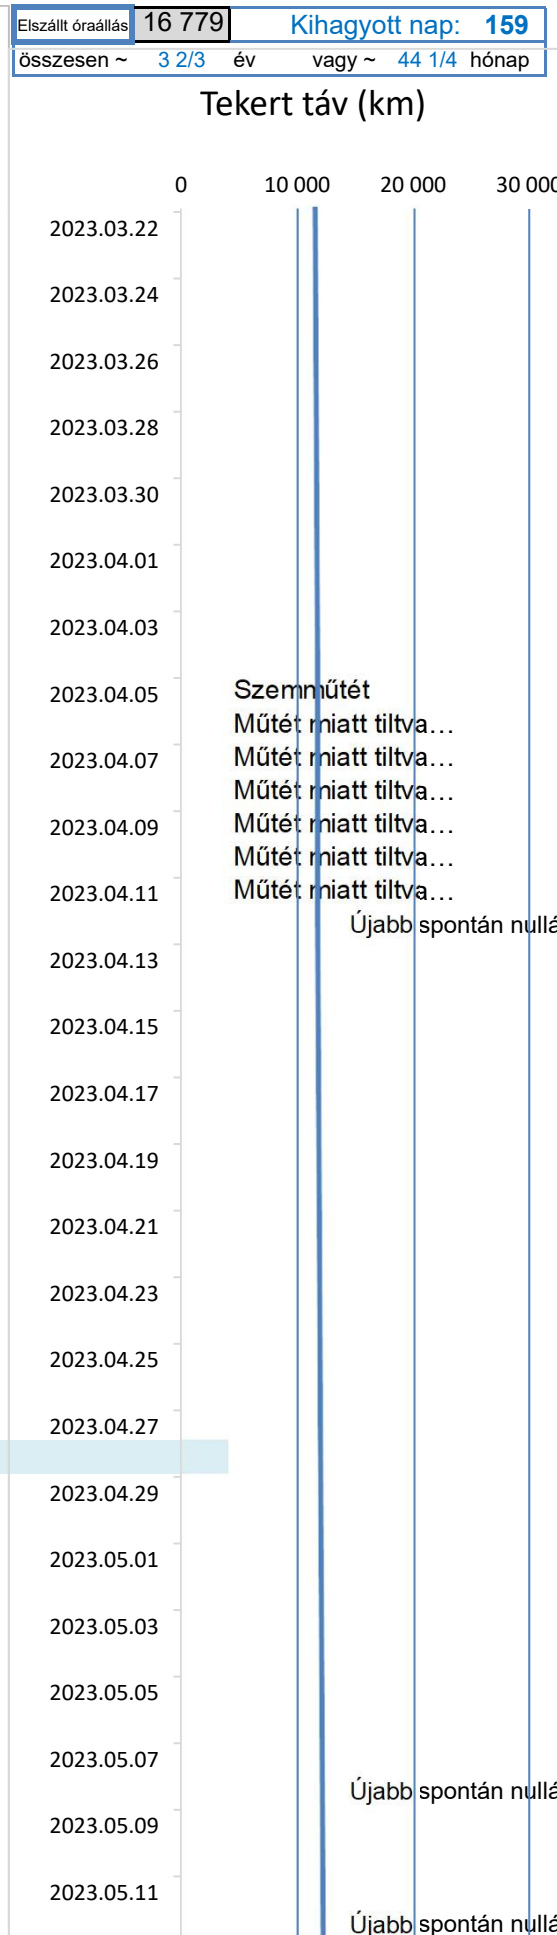 Elszállt óraállás 16 779 Kihagyott nap: 159
összesen ~ 3 2/3 év vagy ~ 44 1/4 hónap
Tekert táv (km)
0 10 000 20 000 30 000
2023.03.22
2023.03.24
2023.03.26
2023.03.28
2023.03.30
2023.04.01
2023.04.03
2023.04.05 Szemműtét
Műtét miatt tiltva…
2023.04.07 Műtét miatt tiltva…
Műtét miatt tiltva…
2023.04.09 Műtét miatt tiltva…
Műtét miatt tiltva…
2023.04.11 Műtét miatt tiltva…
Újabb spontán nullá
2023.04.13
2023.04.15
2023.04.17
2023.04.19
2023.04.21
2023.04.23
2023.04.25
2023.04.27
2023.04.29
2023.05.01
2023.05.03
2023.05.05
2023.05.07
Újabb spontán nullá
2023.05.09
2023.05.11
Újabb spontán nullá